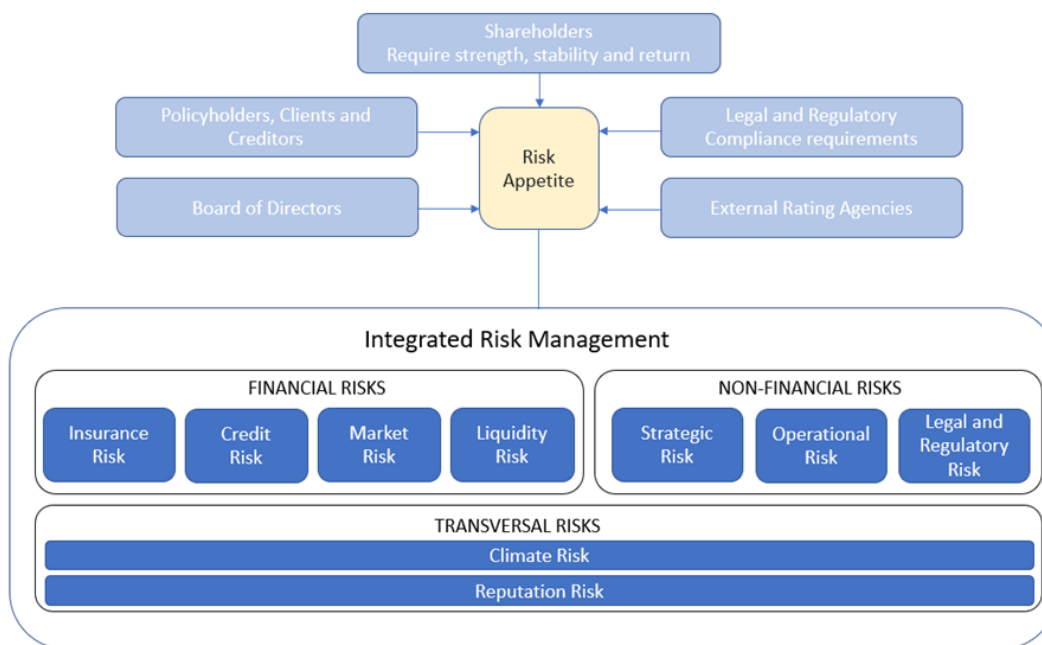 Shareholders
Require strength, stability and return
Policyholders, Clients and
Creditors
Legal and Regulatory
Compliance requirements
Risk
Appetite
Board of Directors
External Rating Agencies
Integrated Risk Management
FINANCIAL RISKS
Insurance
Risk
Credit
Risk
Market
Risk
Liquidity
Risk
NON-FINANCIAL RISKS
Strategic
Risk
Operational
Risk
Legal and
Regulatory
Risk
TRANSVERSAL RISKS
Climate Risk
Reputation Risk